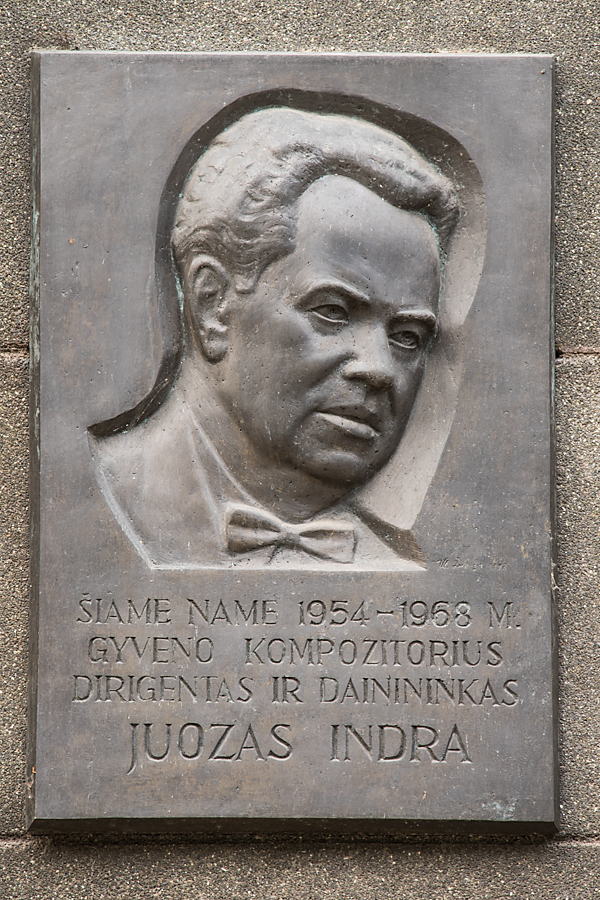 ŠIAME NAME 1954–1968 M.
GYVENO KOMPOZITORIUS
DIRIGENTAS IR DAINININKAS
JUOZAS INDRA